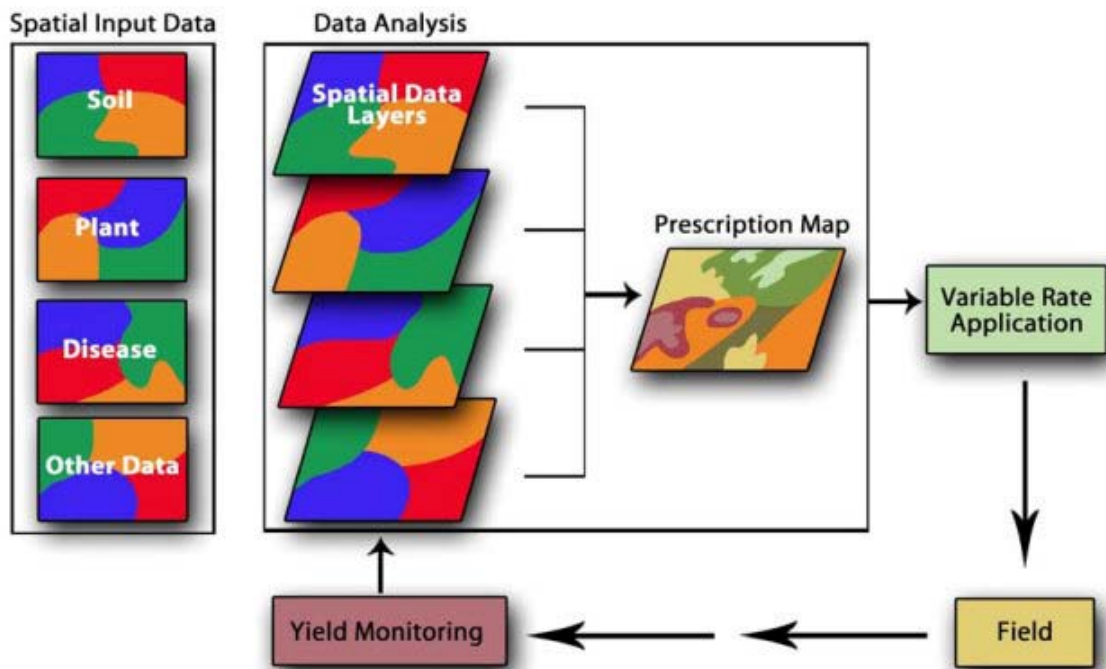 Spatial Input Data
Data Analysis
Soil
Spatial Data
Layers
Plant
Prescription Map
Variable Rate
Application
Disease
Other Data
Yield Monitoring
Field